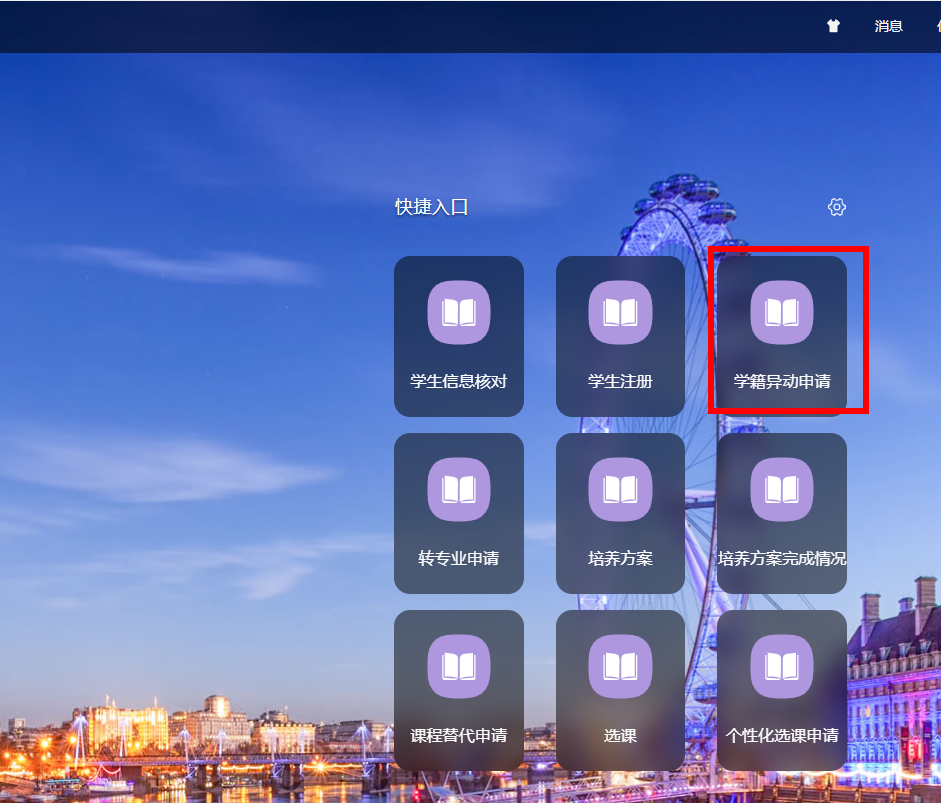 消息
快捷入口
学生信息核对
学生注册
学籍异动申请
转专业申请
培养方案
培养方案完成情况
课程替代申请
选课
个性化选课申请